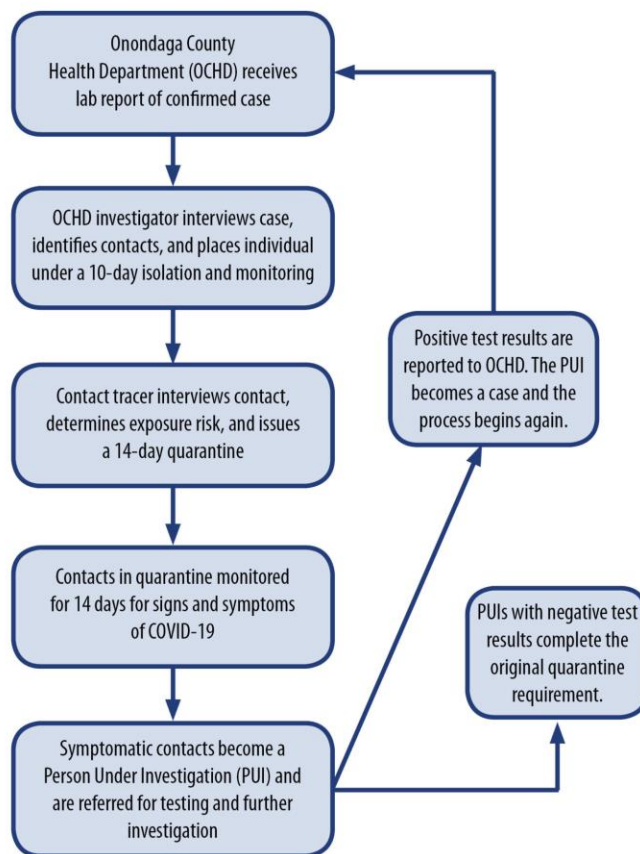 Onondaga County
Health Department (OCHD) receives
lab report of confirmed case
OCHD investigator interviews case,
identifies contacts, and places individual
under a 10-day isolation and monitoring
Contact tracer interviews contact,
determines exposure risk, and issues
a 14-day quarantine
Contacts in quarantine monitored
for 14 days for signs and symptoms
of COVID-19
Symptomatic contacts become a
Person Under Investigation (PUI) and
are referred for testing and further
investigation
Positive test results are
reported to OCHD. The PUI
becomes a case and the
process begins again.
PUIs with negative test
results complete the
original quarantine
requirement.